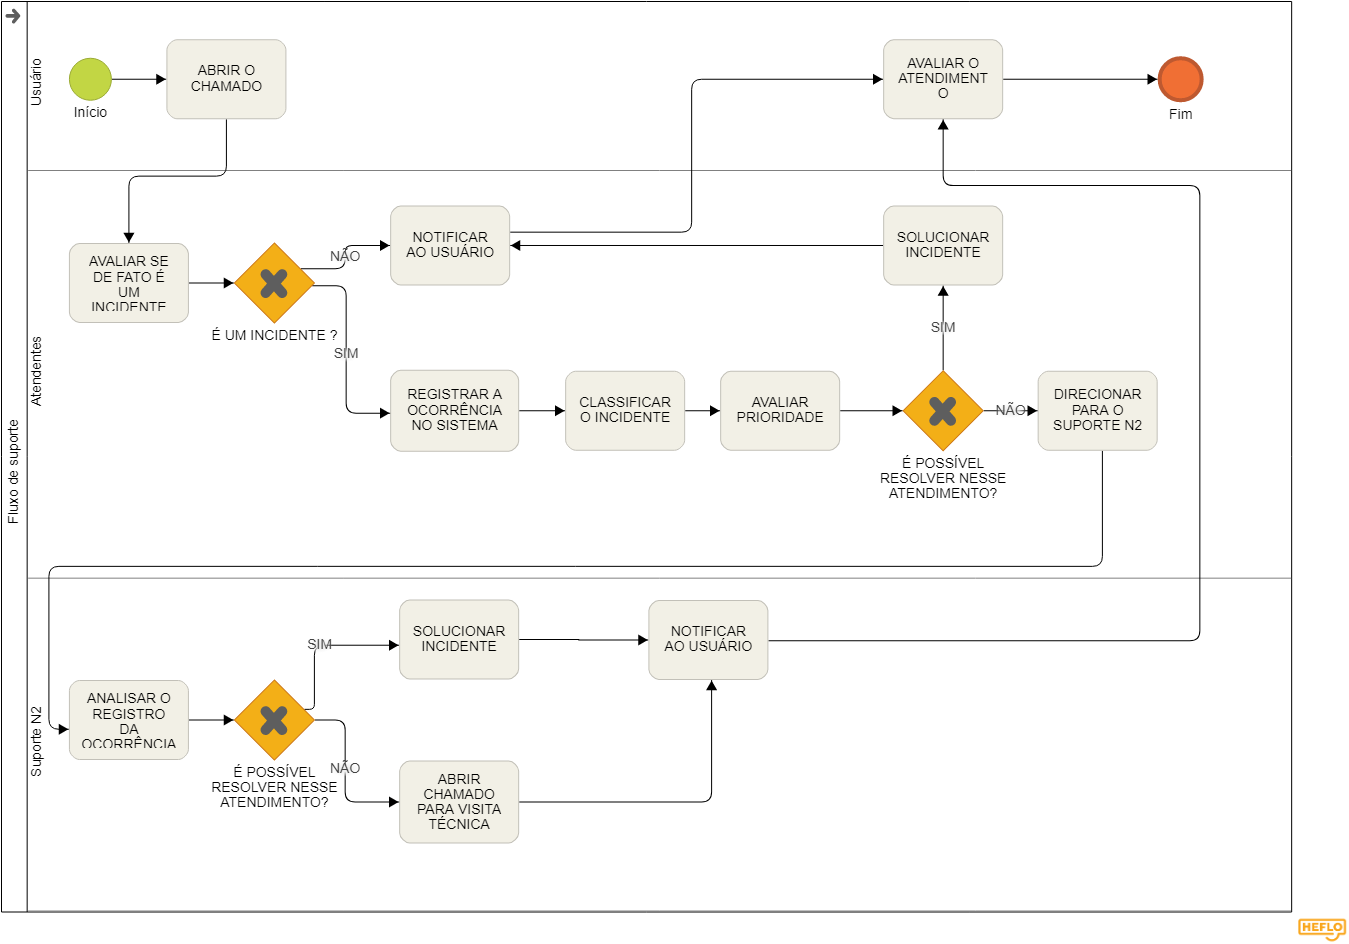 Fluxo de suporte
Usuário
Início
ABRIR O
CHAMADO
AVALIAR O
ATENDIMENT
O
Fim
Atendentes
AVALIAR SE
DE FATO É
UM
INCIDENTE
É UM INCIDENTE ?
NÃO
SIM
NOTIFICAR
AO USUÁRIO
SOLUCIONAR
INCIDENTE
REGISTRAR A
OCORRÊNCIA
NO SISTEMA
CLASSIFICAR
O INCIDENTE
AVALIAR
PRIORIDADE
SIM
É POSSÍVEL
RESOLVER NESSE
ATENDIMENTO?
NÃO
DIRECIONAR
PARA O
SUPORTE N2
Suporte N2
ANALISAR O
REGISTRO
DA
OCORRÊNCIA
É POSSÍVEL
RESOLVER NESSE
ATENDIMENTO?
SIM
SOLUCIONAR
INCIDENTE
NOTIFICAR
AO USUÁRIO
NÃO
ABRIR
CHAMADO
PARA VISITA
TÉCNICA
HEFLO